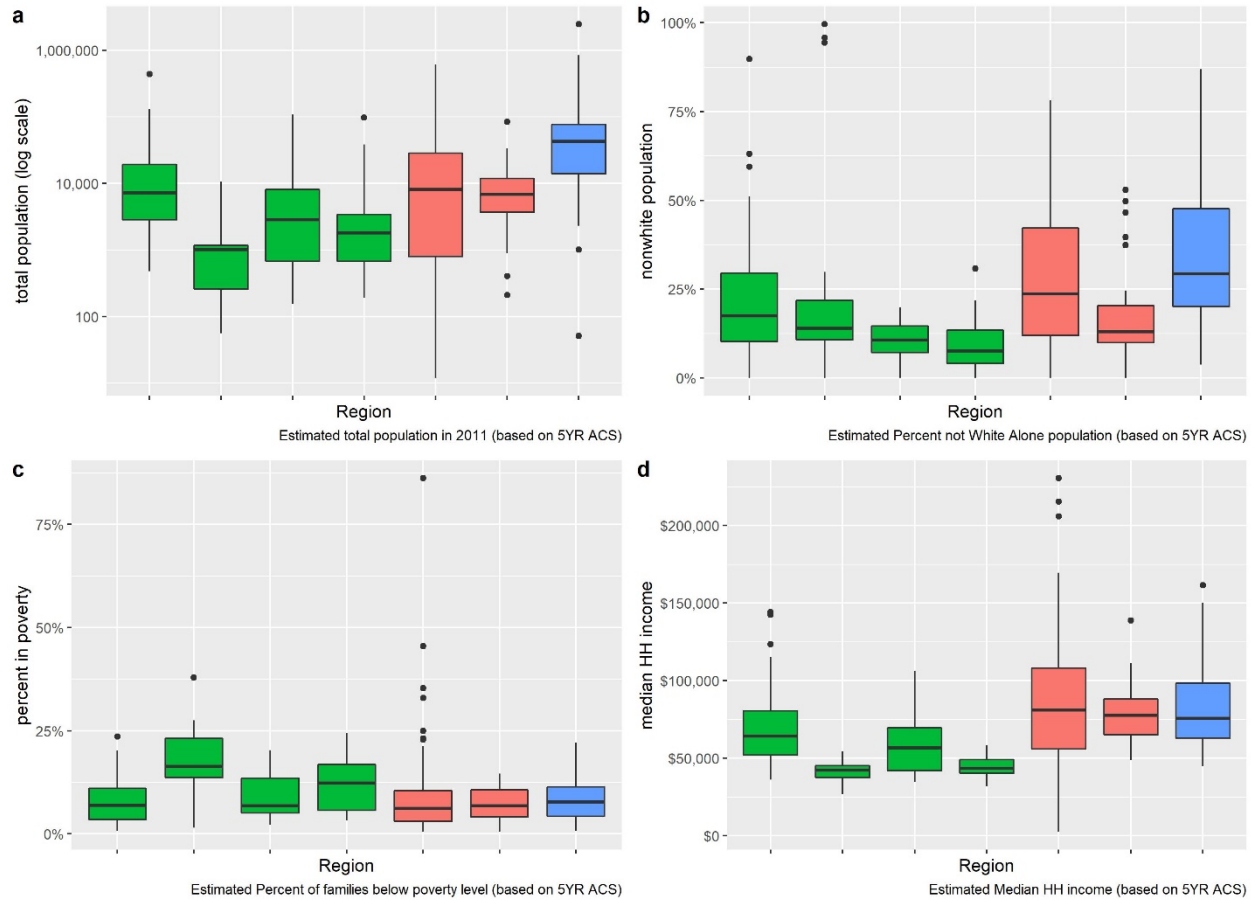 a
total population (log scale)
1,000,000
10,000
100
Region
Estimated total population in 2011 (based on 5YR ACS)
b
nonwhite population
100%
75%
50%
25%
0%
Region
Estimated Percent not White Alone population (based on 5YR ACS)
c
percent in poverty
75%
50%
25%
0%
Region
Estimated Percent of families below poverty level (based on 5YR ACS)
d
median HH income
$200,000
$150,000
$100,000
$50,000
$0
Region
Estimated Median HH income (based on 5YR ACS)